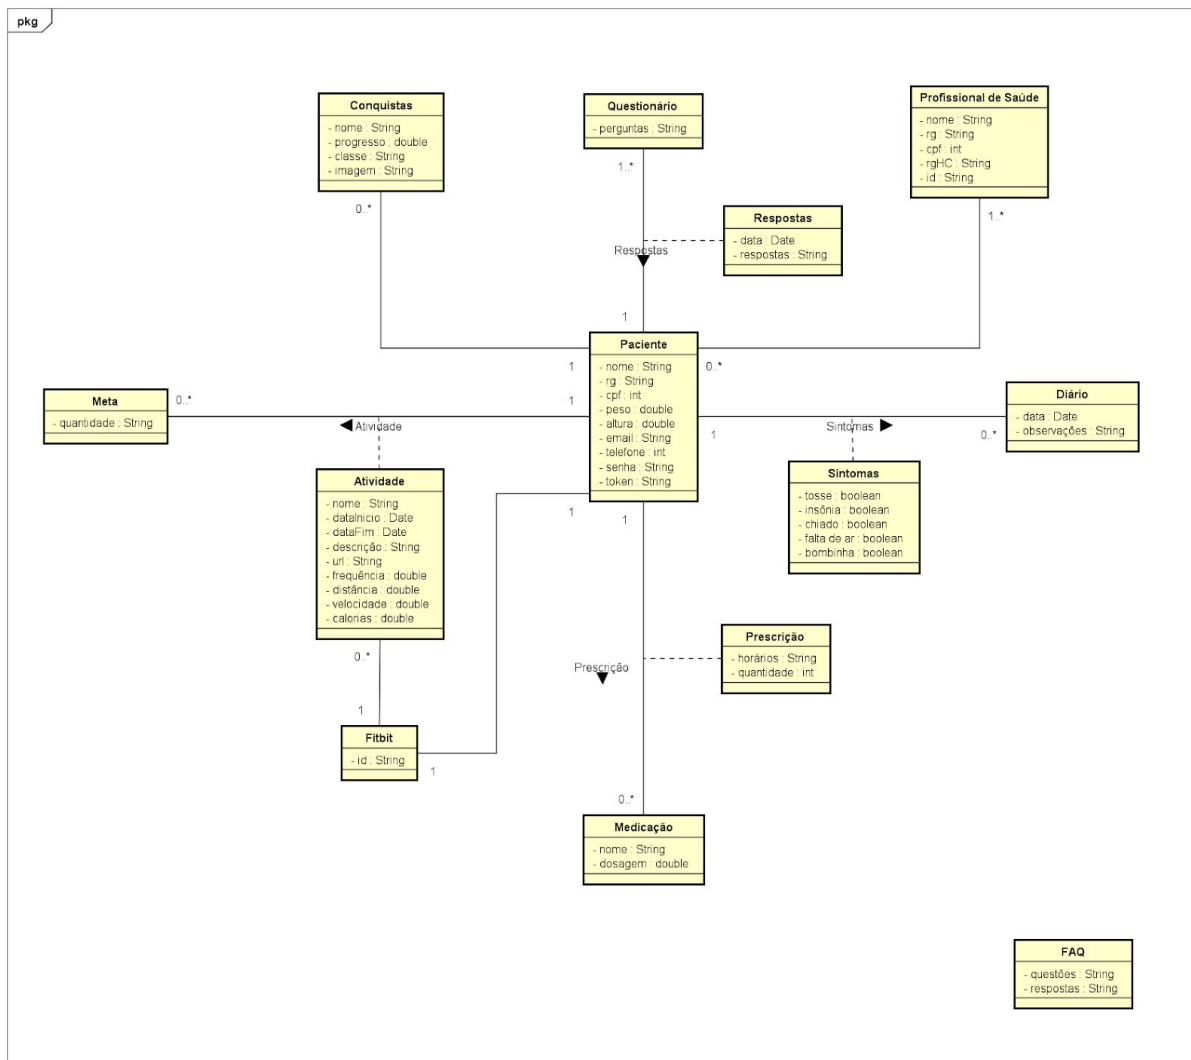 pkg
Conquistas
- nome : String
- progresso : double
- classe : String
- imagem : String
0..*
Questionário
- perguntas : String
1..*
Profissional de Saúde
- nome : String
- rg : String
- cpf : int
- rgHC : String
- id : String
1..*
Respostas
- data : Date
- respostas : String
Respostas
1
Paciente
- nome : String
- rg : String
- cpf : int
- peso : double
- altura : double
- email : String
- telefone : int
- senha : String
- token : String
1
0..*
Meta
- quantidade : String
0..*
1
Atividade
Diário
- data : Date
- observações : String
1
Sintomas
0..*
Atividade
- nome : String
- dataInicio : Date
- dataFim : Date
- descrição : String
- url : String
- frequência : double
- distância : double
- velocidade : double
- calorias : double
Sintomas
- tosse : boolean
- insônia : boolean
- chiado : boolean
- falta de ar : boolean
- bombinha : boolean
1
1
0..*
1
Fitbit
- id : String
1
Prescrição
Prescrição
- horários : String
- quantidade : int
0..*
Medicação
- nome : String
- dosagem : double
FAQ
- questões : String
- respostas : String